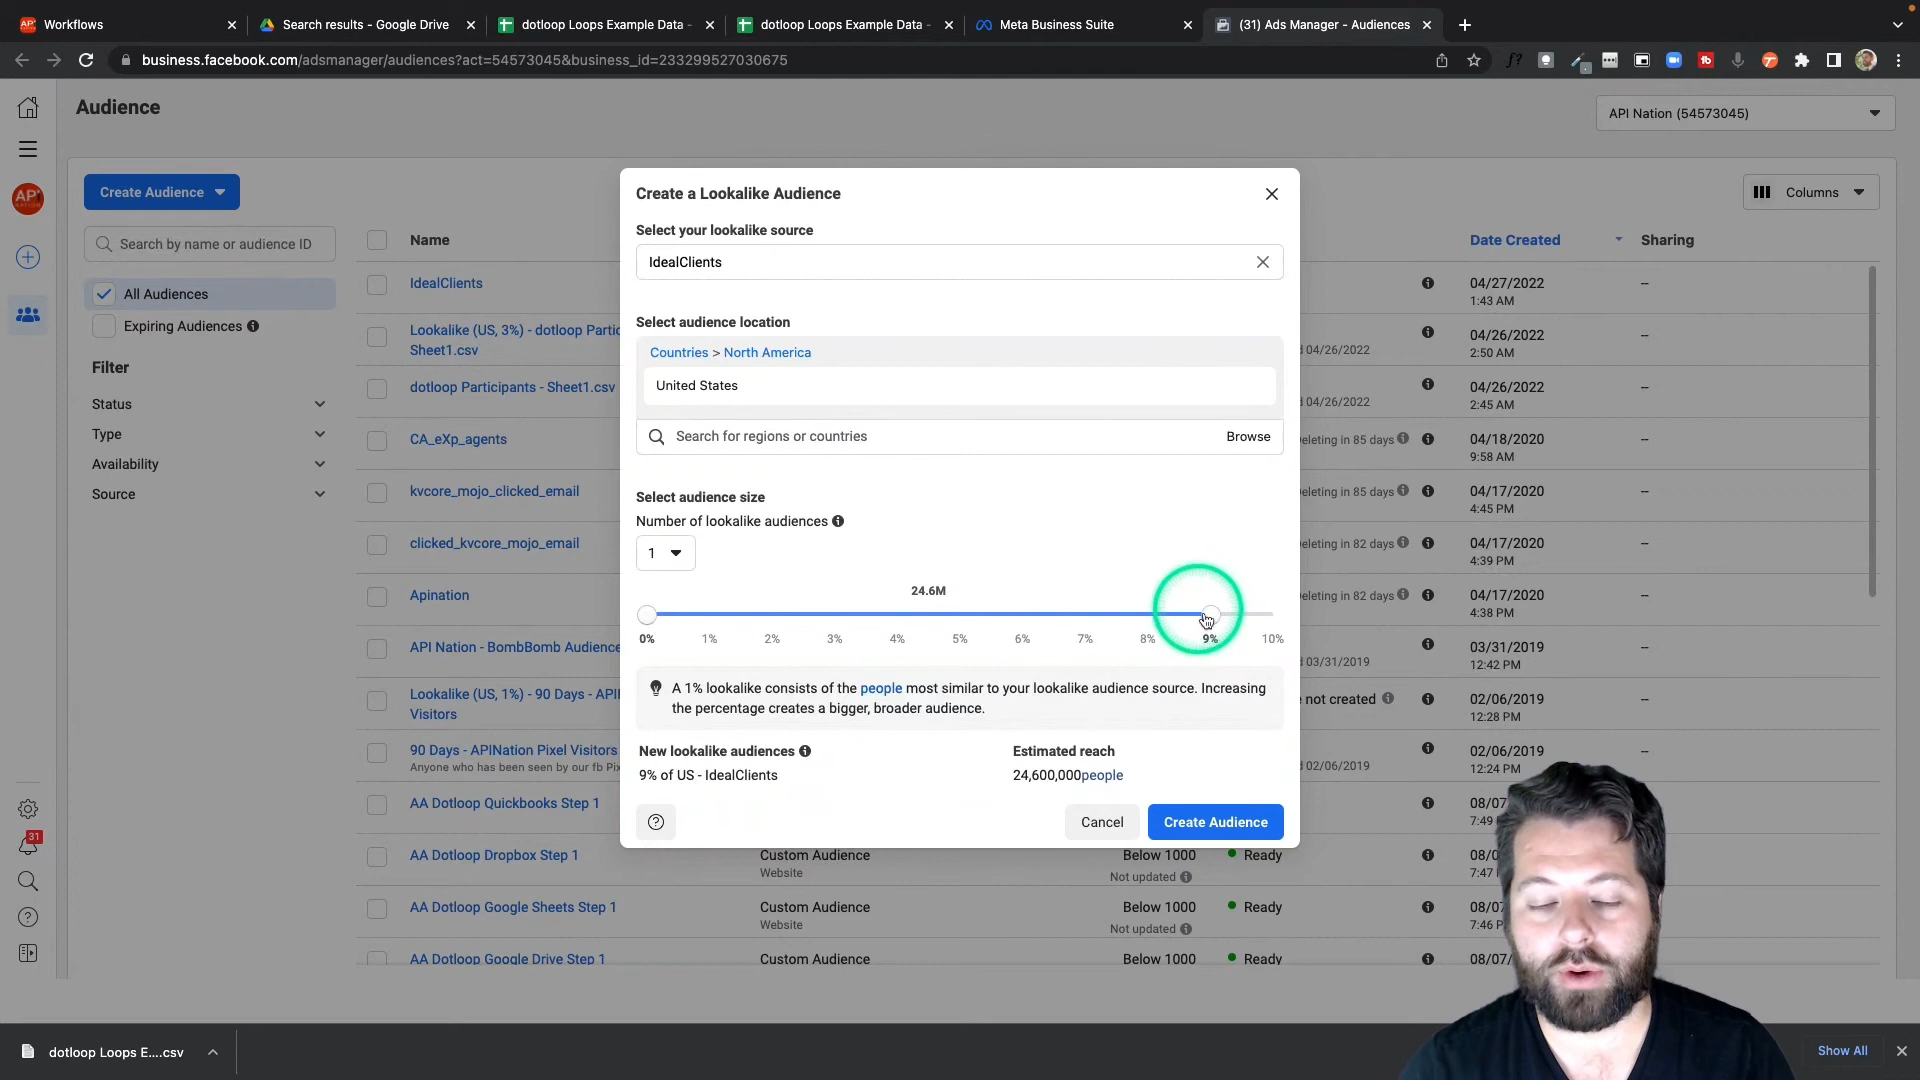 Workflows
Search results - Google Drive
dotloop Loops Example Data -
dotloop Loops Example Data -
Meta Business Suite
(31) Ads Manager - Audiences
business.facebook.com/adsmanager/audiences?act=54573045&business_id=233299527030675
Audience
API Nation (54573045)
Create Audience
Columns
Search by name or audience ID
All Audiences
Expiring Audiences
Filter
Status
Type
Availability
Source
Name
Date Created
Sharing
IdealClients
04/27/2022
1:43 AM
--
Lookalike (US, 3%) - dotloop Partic
Sheet1.csv
04/26/2022
04/26/2022
2:50 AM
--
dotloop Participants - Sheet1.csv
04/26/2022
04/26/2022
2:45 AM
--
CA_eXp_agents
eleting in 85 days
04/18/2020
9:58 AM
--
kvcore_mojo_clicked_email
eleting in 85 days
04/17/2020
4:45 PM
--
clicked_kvcore_mojo_email
eleting in 82 days
04/17/2020
4:39 PM
--
Apination
eleting in 82 days
04/17/2020
4:38 PM
--
API Nation - BombBomb Audience
03/31/2019
03/31/2019
12:42 PM
--
Lookalike (US, 1%) - 90 Days - API
Visitors
e not created
02/06/2019
12:28 PM
--
90 Days - APINation Pixel Visitors
Anyone who has been seen by our fb Pix
02/06/2019
02/06/2019
12:24 PM
--
AA Dotloop Quickbooks Step 1
08/07
7:49
AA Dotloop Dropbox Step 1
Custom Audience
Website
Below 1000
Not updated
Ready
08/0
7:47
AA Dotloop Google Sheets Step 1
Custom Audience
Website
Below 1000
Not updated
Ready
08/0
7:46 P
AA Dotloop Google Drive Step 1
Custom Audience
Below 1000
Ready
08/07/
Create a Lookalike Audience
Select your lookalike source
IdealClients
Select audience location
Countries > North America
United States
Search for regions or countries
Browse
Select audience size
Number of lookalike audiences
1
24.6M
0% 1% 2% 3% 4% 5% 6% 7% 8% 9% 10%
A 1% lookalike consists of the people most similar to your lookalike audience source. Increasing
the percentage creates a bigger, broader audience.
New lookalike audiences
Estimated reach
9% of US - IdealClients
24,600,000people
Cancel
Create Audience
31
dotloop Loops E....csv
Show All